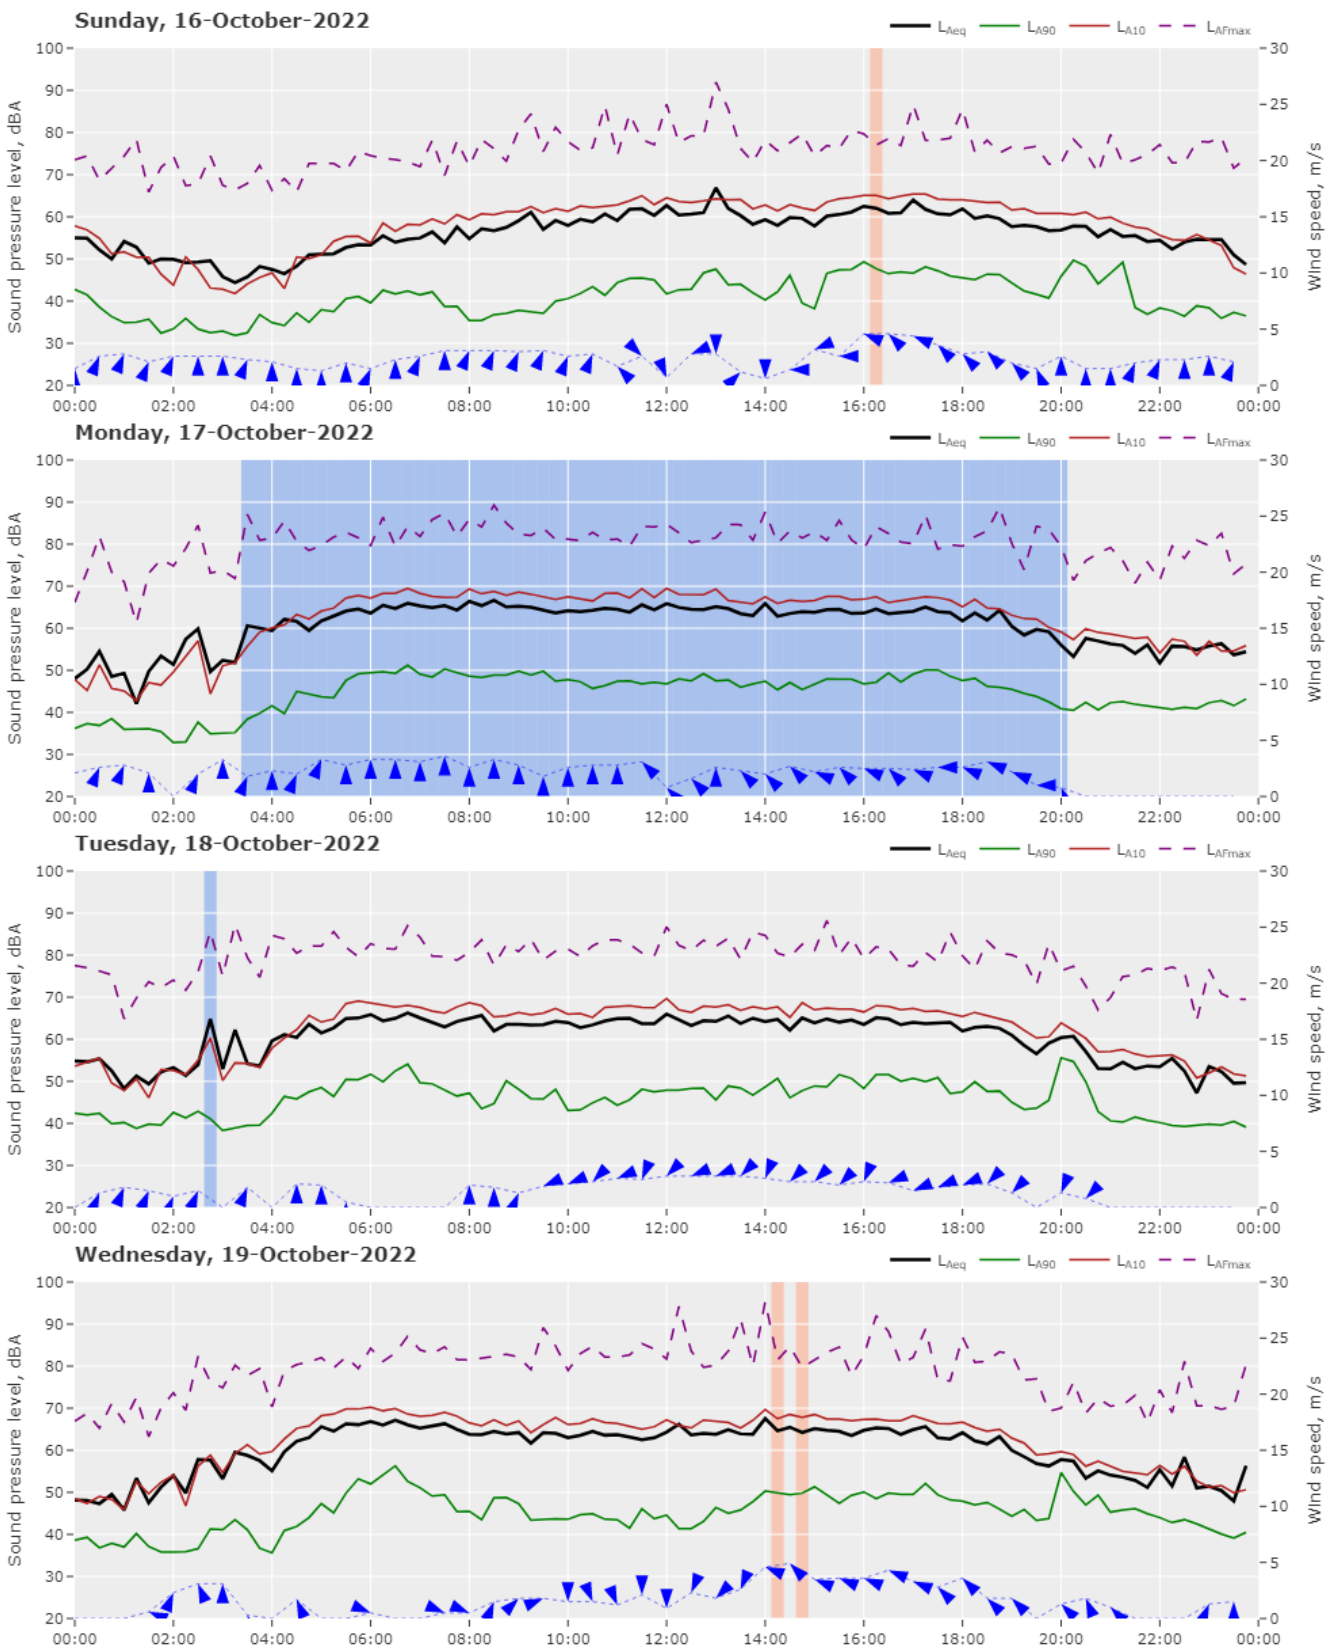 Sunday, 16-October-2022
LAeq LA90 LA10 LAFmax
100 30
90 25
80
70 20
60 15
50 10
40
30 5
20 0
Sound pressure level, dBA
Wind speed, m/s
00:00 02:00 04:00 06:00 08:00 10:00 12:00 14:00 16:00 18:00 20:00 22:00 00:00
Monday, 17-October-2022
LAeq LA90 LA10 LAFmax
100 30
90 25
80
70 20
60 15
50 10
40
30 5
20 0
Sound pressure level, dBA
Wind speed, m/s
00:00 02:00 04:00 06:00 08:00 10:00 12:00 14:00 16:00 18:00 20:00 22:00 00:00
Tuesday, 18-October-2022
LAeq LA90 LA10 LAFmax
100 30
90 25
80
70 20
60 15
50 10
40
30 5
20 0
Sound pressure level, dBA
Wind speed, m/s
00:00 02:00 04:00 06:00 08:00 10:00 12:00 14:00 16:00 18:00 20:00 22:00 00:00
Wednesday, 19-October-2022
LAeq LA90 LA10 LAFmax
100 30
90 25
80
70 20
60 15
50 10
40
30 5
20 0
Sound pressure level, dBA
Wind speed, m/s
00:00 02:00 04:00 06:00 08:00 10:00 12:00 14:00 16:00 18:00 20:00 22:00 00:00